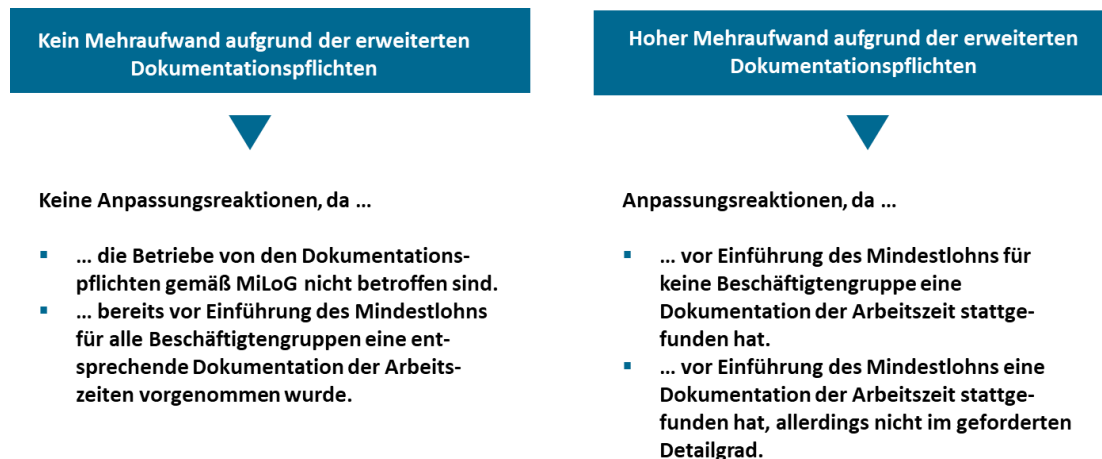 Kein Mehraufwand aufgrund der erweiterten
Dokumentationspflichten
Keine Anpassungsreaktionen, da ...
▪ ... die Betriebe von den Dokumentations-
pflichten gemäß MiLoG nicht betroffen sind.
▪ ... bereits vor Einführung des Mindestlohns
für alle Beschäftigtengruppen eine ent-
sprechende Dokumentation der Arbeits-
zeiten vorgenommen wurde.
Hoher Mehraufwand aufgrund der erweiterten
Dokumentationspflichten
Anpassungsreaktionen, da ...
▪ ... vor Einführung des Mindestlohns für
keine Beschäftigtengruppe eine
Dokumentation der Arbeitszeit stattge-
funden hat.
▪ ... vor Einführung des Mindestlohns eine
Dokumentation der Arbeitszeit stattge-
funden hat, allerdings nicht im geforderten
Detailgrad.